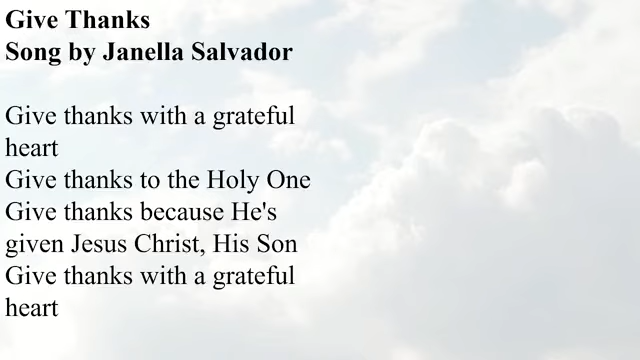 Give Thanks
Song by Janella Salvador
Give thanks with a grateful
heart
Give thanks to the Holy One
Give thanks because He's
given Jesus Christ, His Son
Give thanks with a grateful
heart